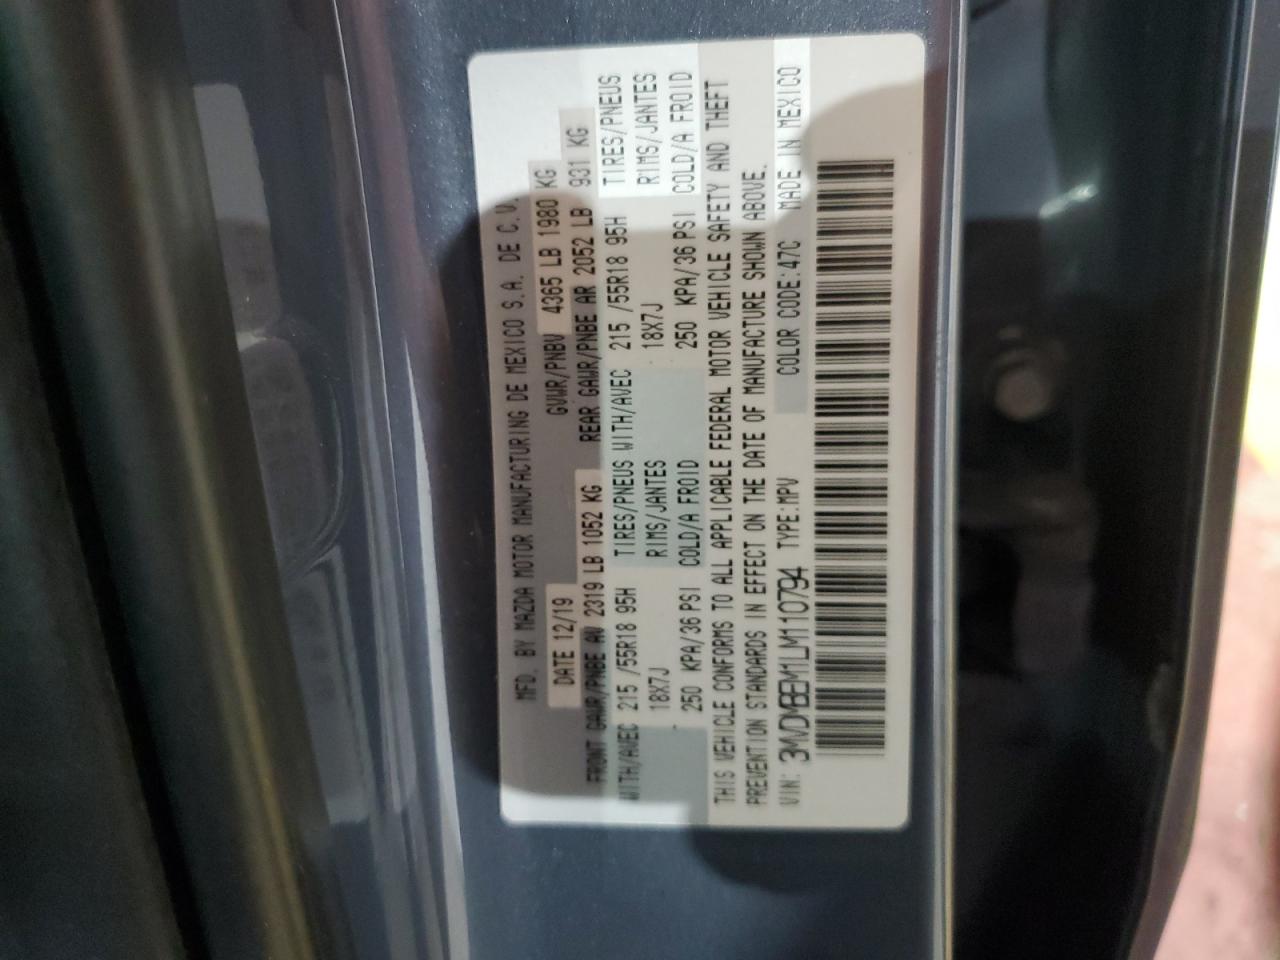 MFD. BY MAZDA MOTOR MANUFACTURING DE MEXICO S.A. DE C.V.
DATE 12/19 GVWR/PNBV 4365 LB 1980 KG
FRONT GAWR/PNBE AV 2319 LB 1052 KG REAR GAWR/PNBE AR 2052 LB 931 KG
WITH/AVEC 215 /55R18 95H TIRES/PNEUS WITH/AVEC 215 /55R18 95H TIRES/PNEUS
18X7J RIMS/JANTES 18X7J RIMS/JANTES
250 KPA/36 PSI COLD/A FROID 250 KPA/36 PSI COLD/A FROID
THIS VEHICLE CONFORMS TO ALL APPLICABLE FEDERAL MOTOR VEHICLE SAFETY AND THEFT
PREVENTION STANDARDS IN EFFECT ON THE DATE OF MANUFACTURE SHOWN ABOVE.
VIN: 3MVDMBEM1LM110794 TYPE:MPV COLOR CODE:47C MADE IN MEXICO